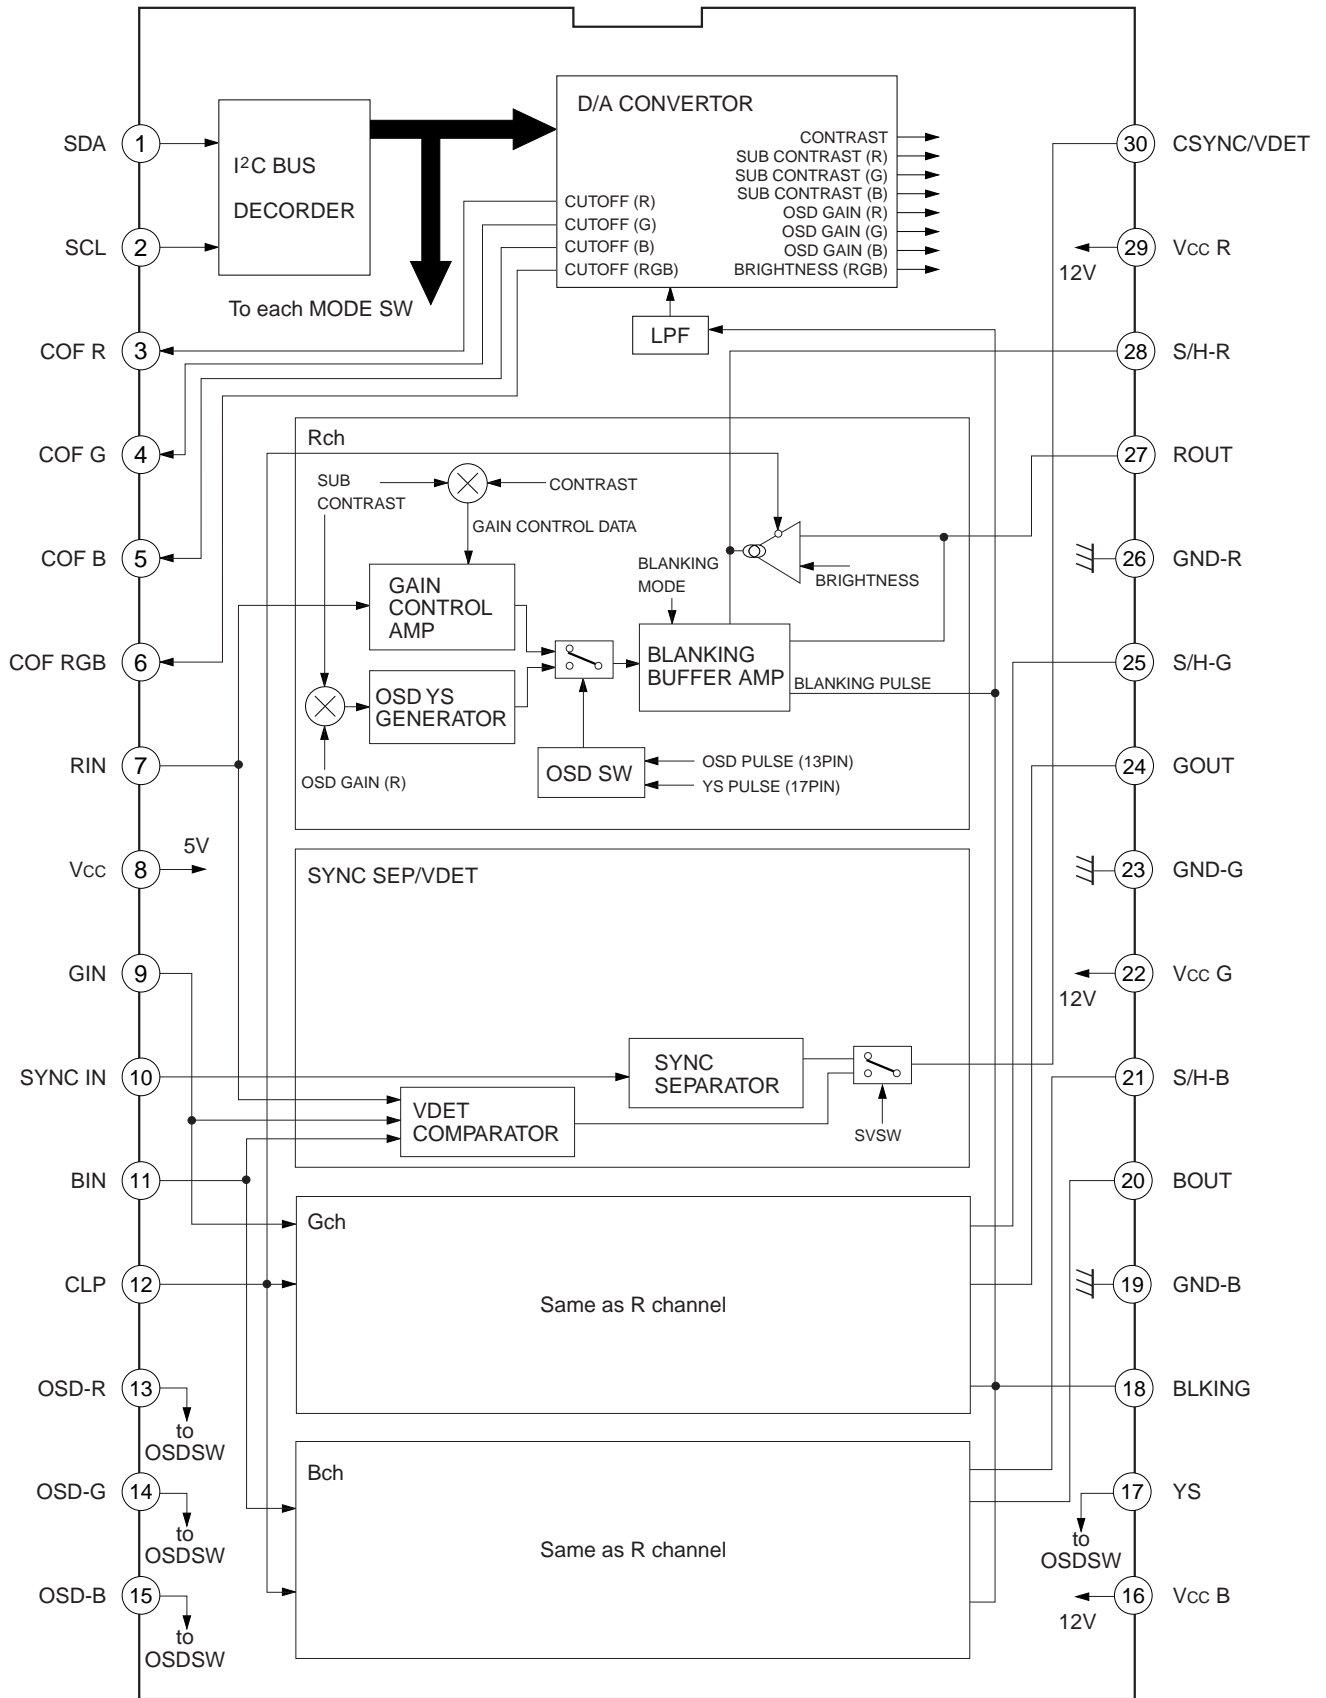 D/A CONVERTOR
I²C BUS
DECORDER
CONTRAST
SUB CONTRAST (R)
SUB CONTRAST (G)
SUB CONTRAST (B)
OSD GAIN (R)
OSD GAIN (G)
OSD GAIN (B)
BRIGHTNESS (RGB)
CUTOFF (R)
CUTOFF (G)
CUTOFF (B)
CUTOFF (RGB)
To each MODE SW
LPF
SDA 1
SCL 2
COF R 3
COF G 4
COF B 5
COF RGB 6
RIN 7
Vcc 8
5V
GIN 9
SYNC IN 10
BIN 11
CLP 12
OSD-R 13
to
OSDSW
OSD-G 14
to
OSDSW
OSD-B 15
to
OSDSW
30 CSYNC/VDET
29 Vcc R
12V
28 S/H-R
27 ROUT
26 GND-R
25 S/H-G
24 GOUT
23 GND-G
22 Vcc G
12V
21 S/H-B
20 BOUT
19 GND-B
18 BLKING
17 YS
to
OSDSW
16 Vcc B
12V
Rch
SUB
CONTRAST
CONTRAST
GAIN CONTROL DATA
GAIN
CONTROL
AMP
BLANKING
MODE
BRIGHTNESS
BLANKING
BUFFER AMP
BLANKING PULSE
OSD YS
GENERATOR
OSD GAIN (R)
OSD SW
OSD PULSE (13PIN)
YS PULSE (17PIN)
SYNC SEP/VDET
SYNC
SEPARATOR
VDET
COMPARATOR
SVSW
Gch
Same as R channel
Bch
Same as R channel